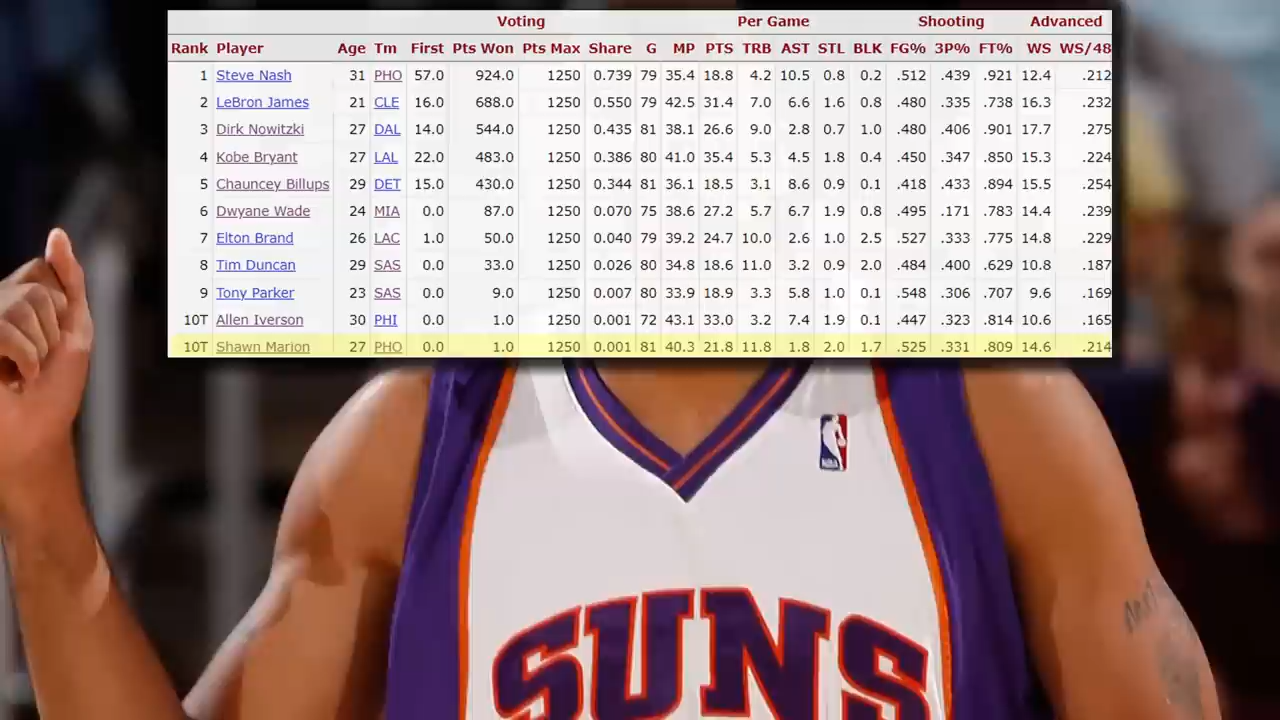 Voting Per Game Shooting Advanced
Rank Player Age Tm First Pts Won Pts Max Share G MP PTS TRB AST STL BLK FG% 3P% FT% WS WS/48
1 Steve Nash 31 PHO 57.0 924.0 1250 0.739 79 35.4 18.8 4.2 10.5 0.8 0.2 .512 .439 .921 12.4 .212
2 LeBron James 21 CLE 16.0 688.0 1250 0.550 79 42.5 31.4 7.0 6.6 1.6 0.8 .480 .335 .738 16.3 .232
3 Dirk Nowitzki 27 DAL 14.0 544.0 1250 0.435 81 38.1 26.6 9.0 2.8 0.7 1.0 .480 .406 .901 17.7 .275
4 Kobe Bryant 27 LAL 22.0 483.0 1250 0.386 80 41.0 35.4 5.3 4.5 1.8 0.4 .450 .347 .850 15.3 .224
5 Chauncey Billups 29 DET 15.0 430.0 1250 0.344 81 36.1 18.5 3.1 8.6 0.9 0.1 .418 .433 .894 15.5 .254
6 Dwyane Wade 24 MIA 0.0 87.0 1250 0.070 75 38.6 27.2 5.7 6.7 1.9 0.8 .495 .171 .783 14.4 .239
7 Elton Brand 26 LAC 1.0 50.0 1250 0.040 79 39.2 24.7 10.0 2.6 1.0 2.5 .527 .333 .775 14.8 .229
8 Tim Duncan 29 SAS 0.0 33.0 1250 0.026 80 34.8 18.6 11.0 3.2 0.9 2.0 .484 .400 .629 10.8 .187
9 Tony Parker 23 SAS 0.0 9.0 1250 0.007 80 33.9 18.9 3.3 5.8 1.0 0.1 .548 .306 .707 9.6 .169
10T Allen Iverson 30 PHI 0.0 1.0 1250 0.001 72 43.1 33.0 3.2 7.4 1.9 0.1 .447 .323 .814 10.6 .165
10T Shawn Marion 27 PHO 0.0 1.0 1250 0.001 81 40.3 21.8 11.8 1.8 2.0 1.7 .525 .331 .809 14.6 .214
NBA
SUNS